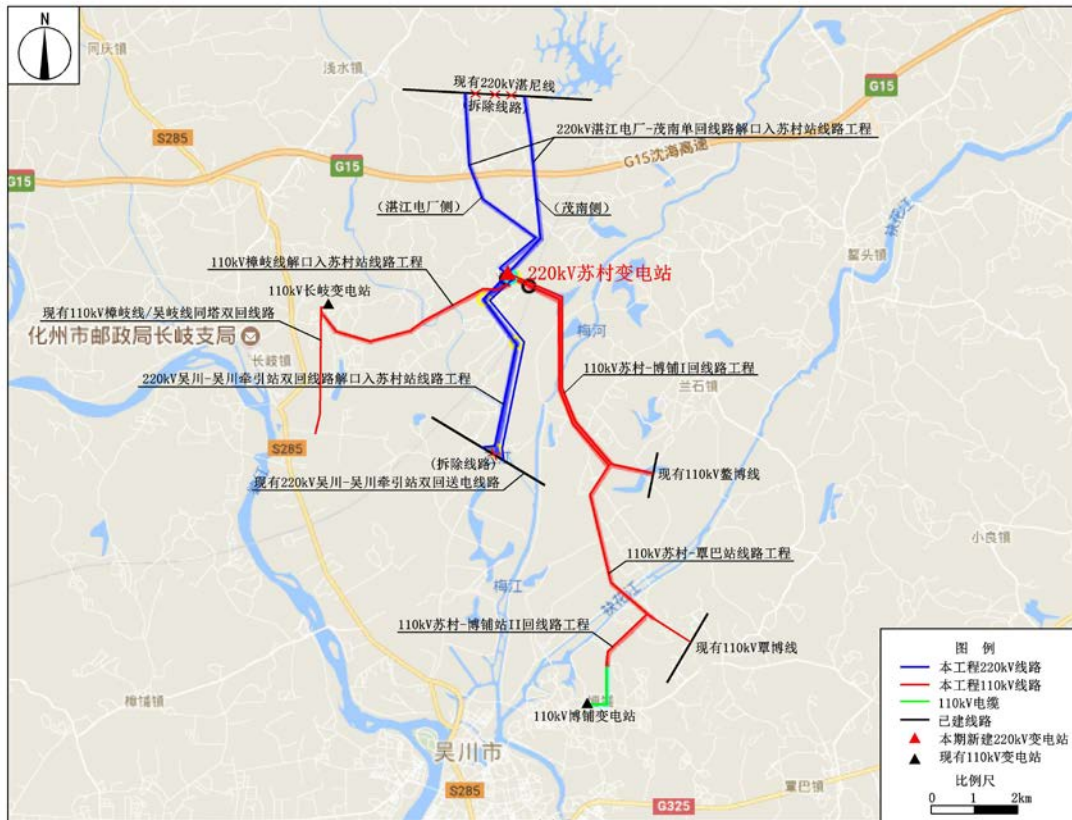 N
同庆镇
浅水镇
现有220kV湛尼线
(拆除线路)
G15
S285
220kV湛江电厂-茂南单回线路解口入苏村站线路工程
G15
G15沈海高速
G15
(湛江电厂侧)
(茂南侧)
袂花江
鳌头镇
110kV樟岐线解口入苏村站线路工程
220kV苏村变电站
110kV长岐变电站
现有110kV樟岐线/吴岐线同塔双回线路
化州市邮政局长岐支局
梅河
长岐镇
110kV苏村-博铺I回线路工程
220kV吴川-吴川牵引站双回线路解口入苏村站线路工程
兰石镇
S285
(拆除线路)
现有110kV鳌博线
现有220kV吴川-吴川牵引站双回送电线路
小良镇
110kV苏村-覃巴站线路工程
梅江
袂花江
110kV苏村-博铺站II回线路工程
现有110kV覃博线
樟铺镇
110kV博铺变电站
吴川市
S285
G325
覃巴镇
图 例
本工程220kV线路
本工程110kV线路
110kV电缆
已建线路
本期新建220kV变电站
现有110kV变电站
比例尺
0 1 2km